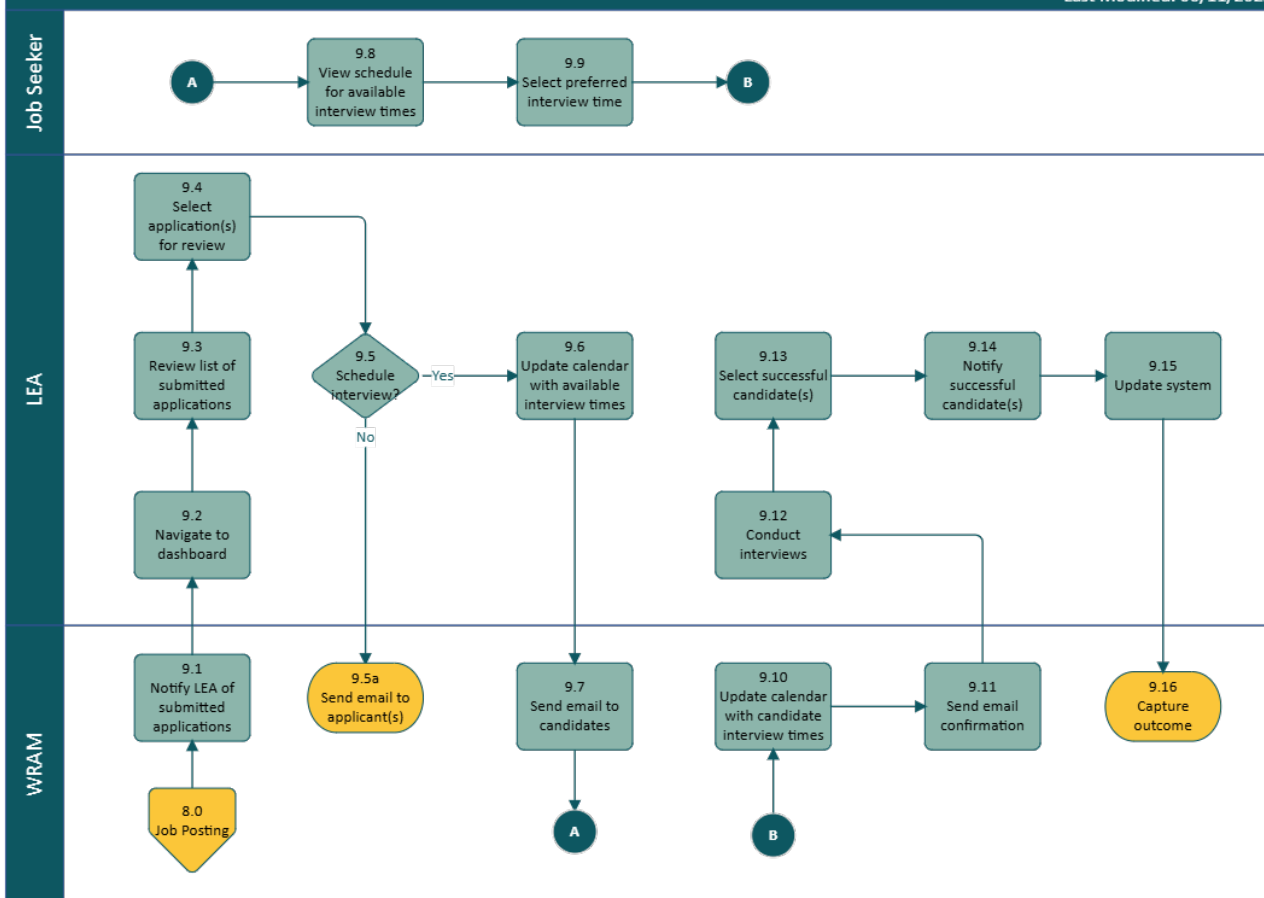 Job Seeker
A
9.8
View schedule
for available
interview times
9.9
Select preferred
interview time
B
LEA
9.4
Select
application(s)
for review
9.3
Review list of
submitted
applications
9.5
Schedule
interview?
Yes
No
9.6
Update calendar
with available
interview times
9.13
Select successful
candidate(s)
9.14
Notify
successful
candidate(s)
9.15
Update system
9.2
Navigate to
dashboard
9.12
Conduct
interviews
WRAM
9.1
Notify LEA of
submitted
applications
9.5a
Send email to
applicant(s)
9.7
Send email to
candidates
9.10
Update calendar
with candidate
interview times
9.11
Send email
confirmation
9.16
Capture
outcome
8.0
Job Posting
A
B